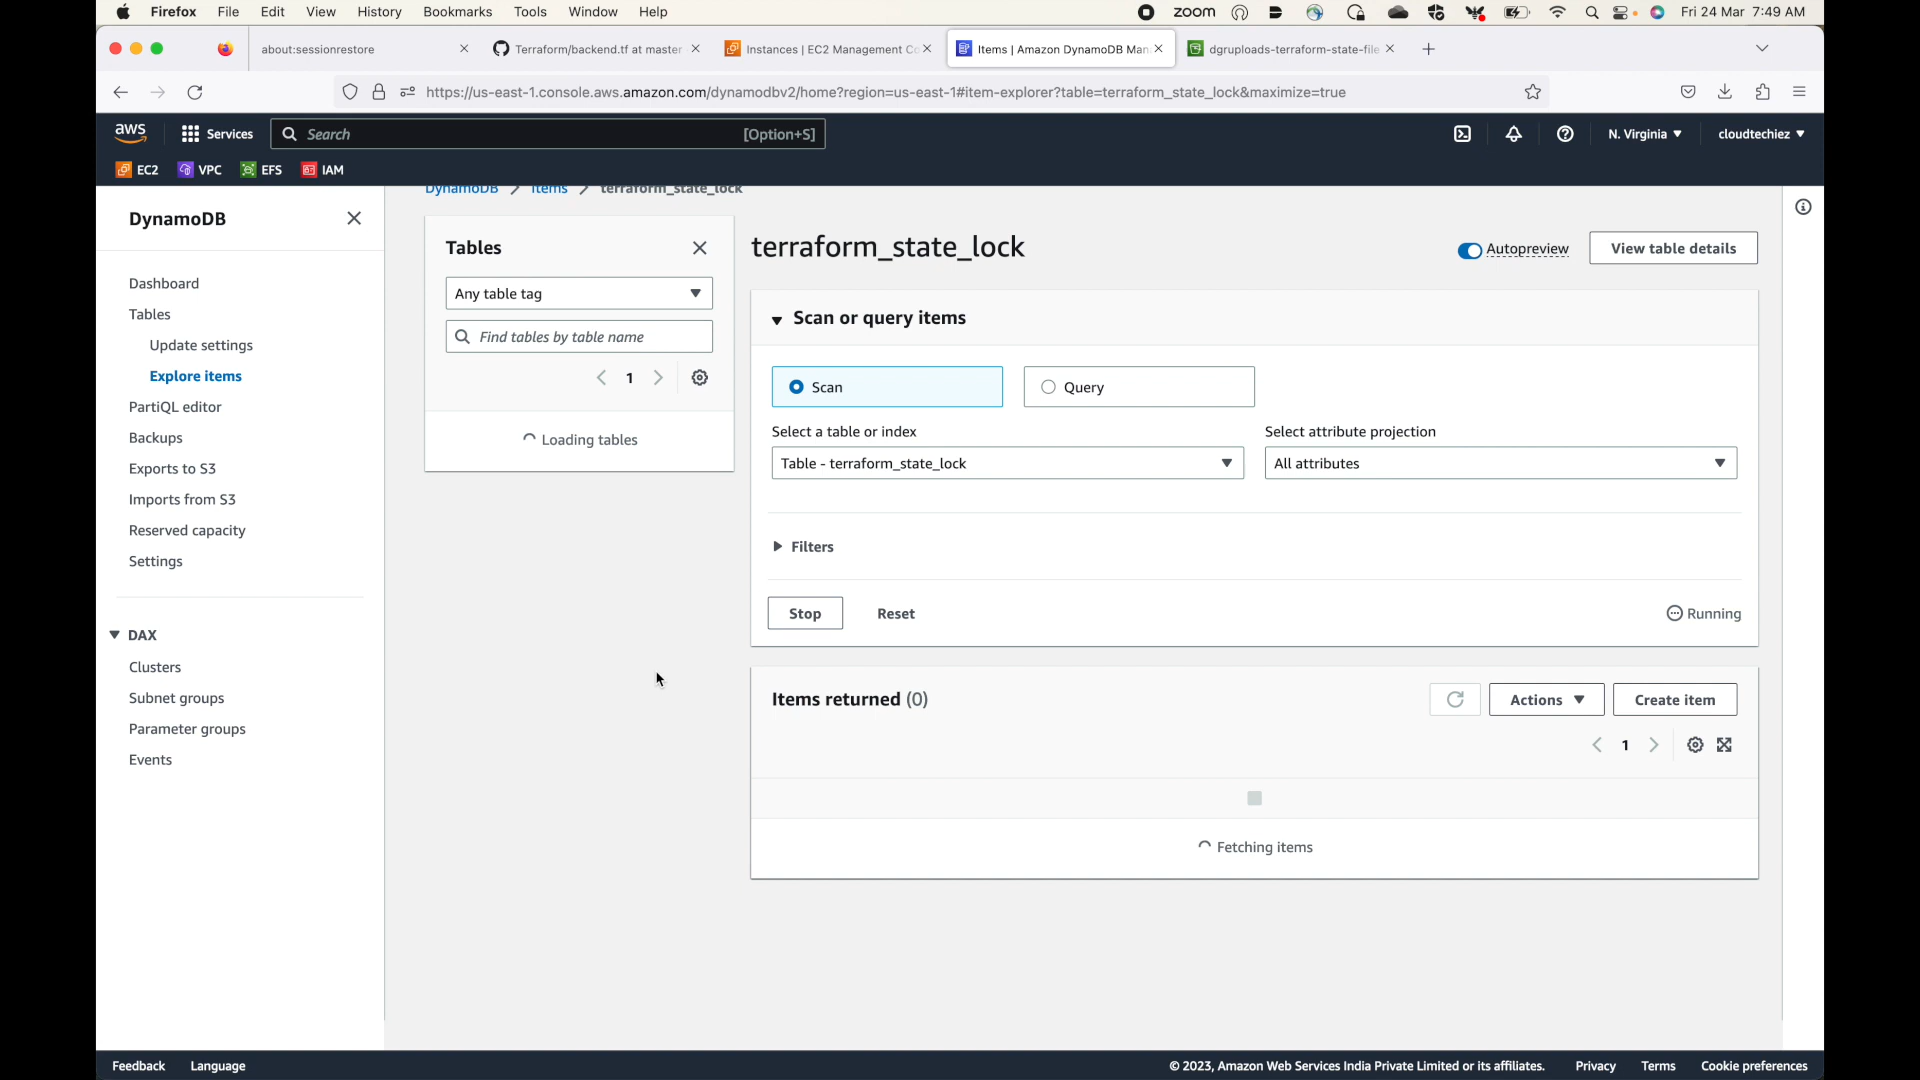 Firefox File Edit View History Bookmarks Tools Window Help zoom Fri 24 Mar 7:49 AM
about:sessionrestore Terraform/backend.tf at master Instances | EC2 Management Co Items | Amazon DynamoDB Man dgruploads-terraform-state-file
https://us-east-1.console.aws.amazon.com/dynamodbv2/home?region=us-east-1#item-explorer?table=terraform_state_lock&maximize=true
aws Services Search [Option+S] N. Virginia cloudtechiez
EC2 VPC EFS IAM
DynamoDB Items terraform_state_lock
DynamoDB
Dashboard
Tables
Update settings
Explore items
PartiQL editor
Backups
Exports to S3
Imports from S3
Reserved capacity
Settings
DAX
Clusters
Subnet groups
Parameter groups
Events
Tables
Any table tag
Find tables by table name
1
Loading tables
terraform_state_lock
Autopreview View table details
Scan or query items
Scan Query
Select a table or index Select attribute projection
Table - terraform_state_lock All attributes
Filters
Stop Reset Running
Items returned (0) Actions Create item
1
Fetching items
Feedback Language © 2023, Amazon Web Services India Private Limited or its affiliates. Privacy Terms Cookie preferences